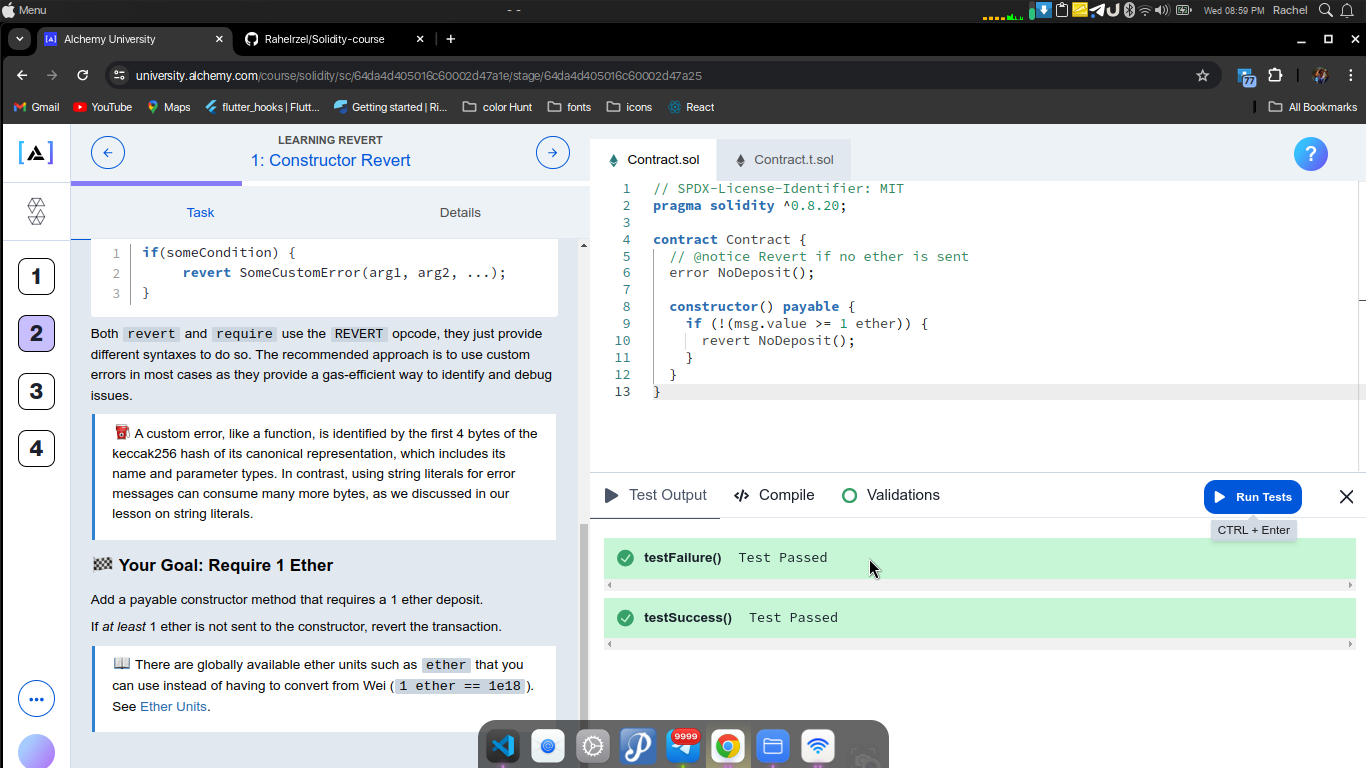 Menu
- -
Wed 08:59 PM
Rachel
Alchemy University
Rahelrzel/Solidity-course
university.alchemy.com/course/solidity/sc/64da4d405016c60002d47a1e/stage/64da4d405016c60002d47a25
77
Gmail
YouTube
Maps
flutter_hooks | Flutt...
Getting started | Ri...
color Hunt
fonts
icons
React
All Bookmarks
LEARNING REVERT
1: Constructor Revert
Task
Details
1
2
3
4
1 if(someCondition) {
2 revert SomeCustomError(arg1, arg2, ...);
3 }
Both revert and require use the REVERT opcode, they just provide
different syntaxes to do so. The recommended approach is to use custom
errors in most cases as they provide a gas-efficient way to identify and debug
issues.
A custom error, like a function, is identified by the first 4 bytes of the
keccak256 hash of its canonical representation, which includes its
name and parameter types. In contrast, using string literals for error
messages can consume many more bytes, as we discussed in our
lesson on string literals.
Your Goal: Require 1 Ether
Add a payable constructor method that requires a 1 ether deposit.
If at least 1 ether is not sent to the constructor, revert the transaction.
There are globally available ether units such as ether that you
can use instead of having to convert from Wei ( 1 ether == 1e18 ).
See Ether Units.
Contract.sol
Contract.t.sol
?
1 // SPDX-License-Identifier: MIT
2 pragma solidity ^0.8.20;
3
4 contract Contract {
5 // @notice Revert if no ether is sent
6 error NoDeposit();
7
8 constructor() payable {
9 if (!(msg.value >= 1 ether)) {
10 revert NoDeposit();
11 }
12 }
13 }
Test Output
Compile
Validations
Run Tests
CTRL + Enter
testFailure() Test Passed
testSuccess() Test Passed
9999